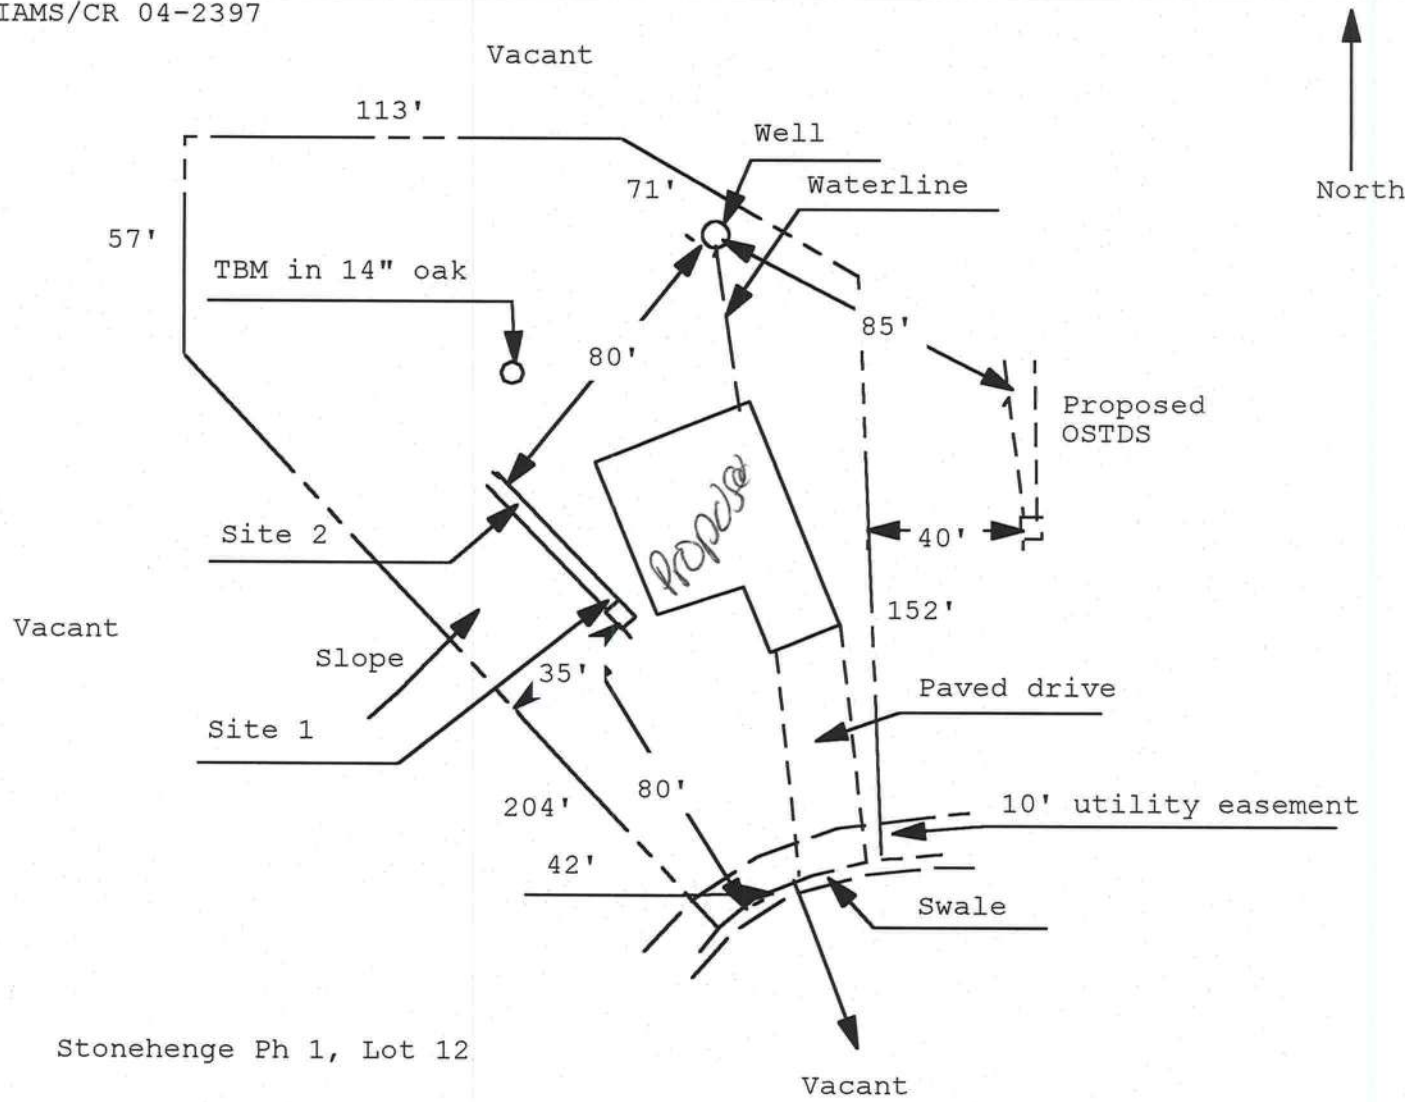 IAMS/CR 04-2397
Vacant
113'
Well
71'
Waterline
North
57'
TBM in 14" oak
85'
80'
Proposed
OSTDS
Propose
Site 2
40'
152'
Vacant
Slope
35'
Paved drive
Site 1
80'
204'
10' utility easement
42'
Swale
Stonehenge Ph 1, Lot 12
Vacant